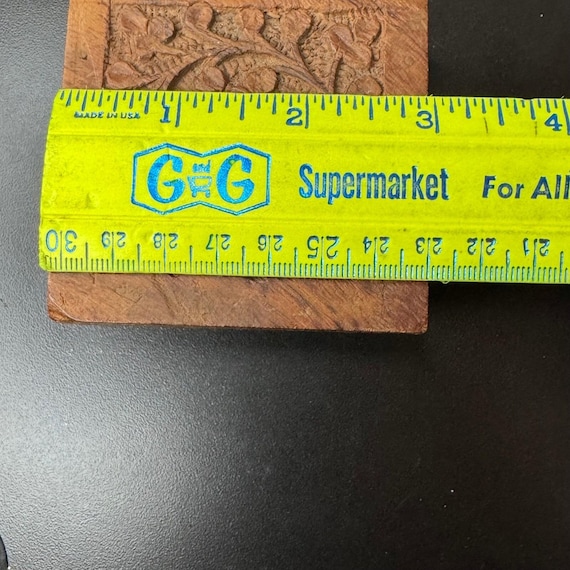 MADE IN USA 1 2 3 4
G IN G Supermarket For All
30 29 28 27 26 25 24 23 22 21